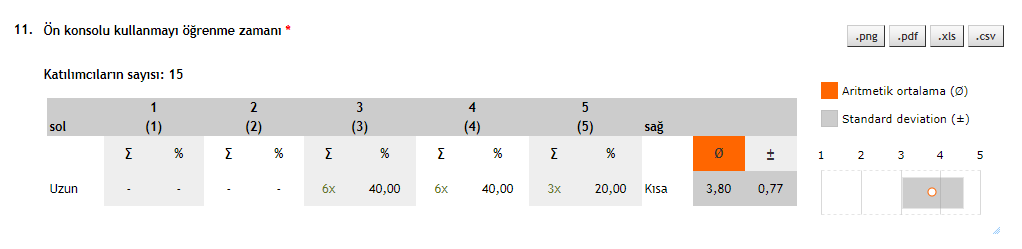 11. Ön konsolu kullanmayı öğrenme zamanı *
.png .pdf .xls .csv
Katılımcıların sayısı: 15
Aritmetik ortalama (Ø)
Standard deviation (±)
1 2 3 4 5
sol (1) (2) (3) (4) (5) sağ
Σ % Σ % Σ % Σ % Σ % Ø ±
1 2 3 4 5
Uzun - - - - 6x 40,00 6x 40,00 3x 20,00 Kısa 3,80 0,77